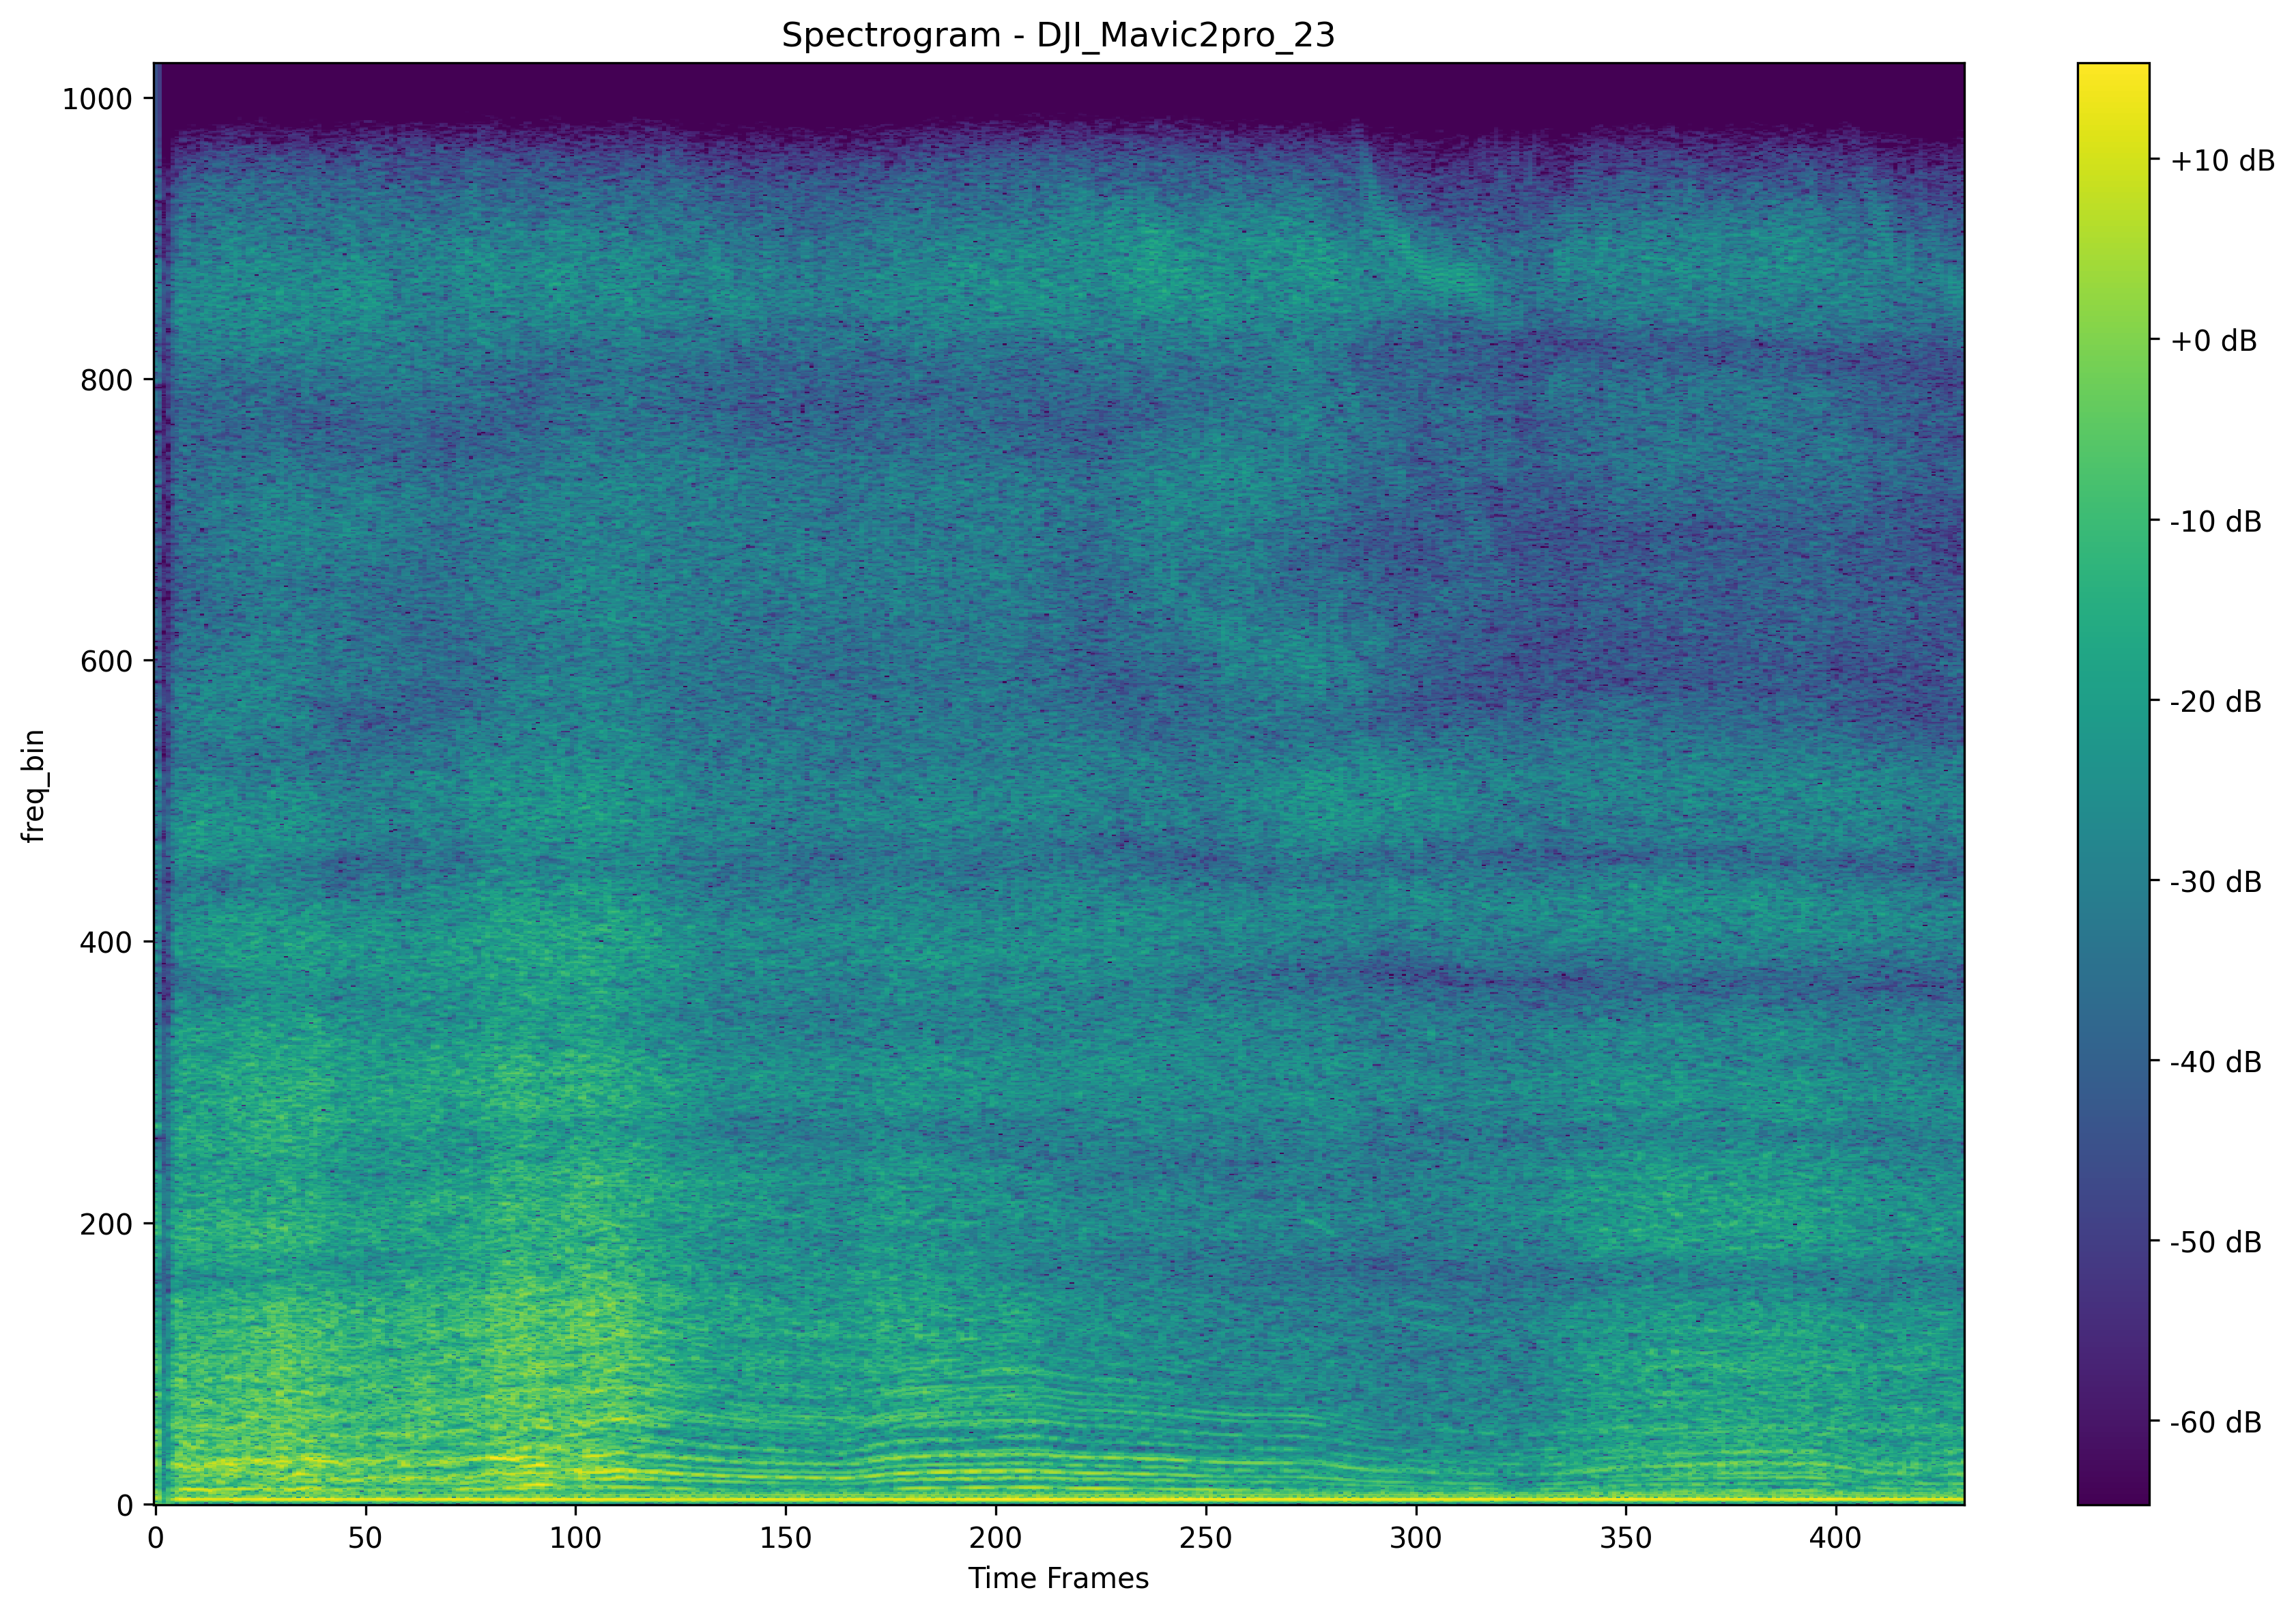 Spectrogram - DJI_Mavic2pro_23
1000
800
600
400
200
0
freq_bin
0 50 100 150 200 250 300 350 400
Time Frames
+10 dB
+0 dB
-10 dB
-20 dB
-30 dB
-40 dB
-50 dB
-60 dB